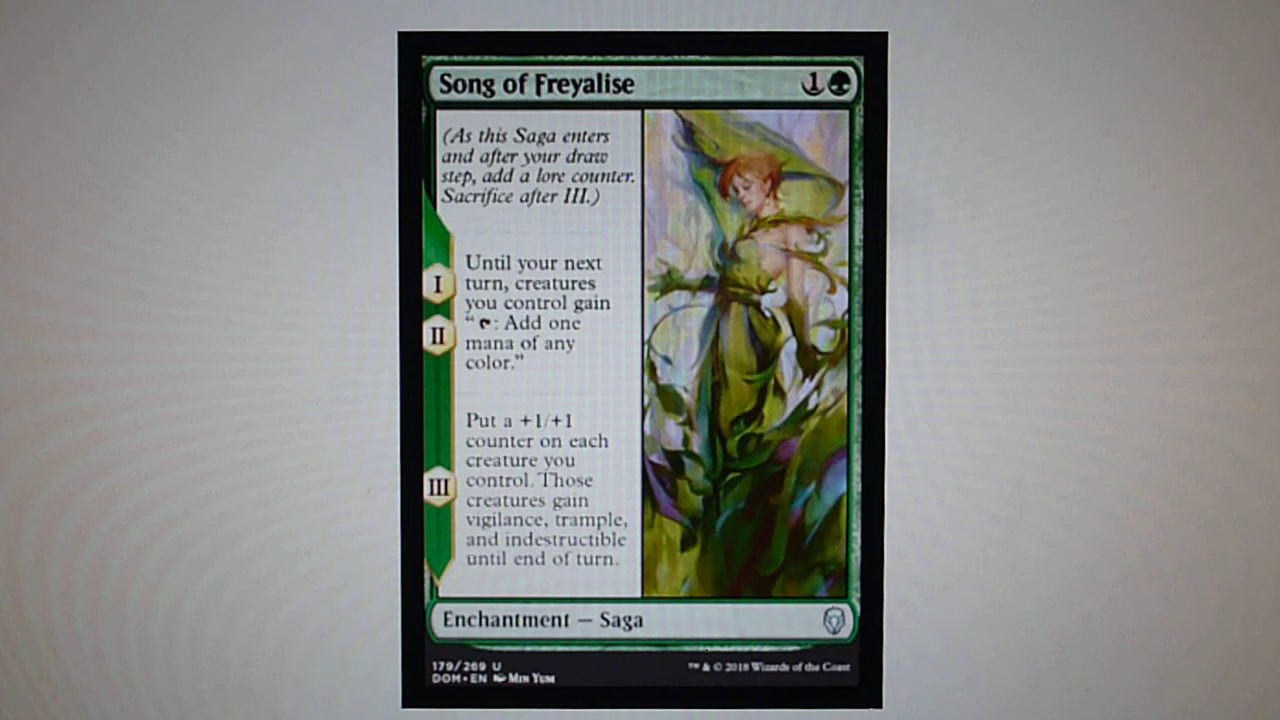 Song of Freyalise 1
(As this Saga enters
and after your draw
step, add a lore counter.
Sacrifice after III.)
I
II
Until your next
turn, creatures
you control gain
“ : Add one
mana of any
color.”
III
Put a +1/+1
counter on each
creature you
control. Those
creatures gain
vigilance, trample,
and indestructible
until end of turn.
Enchantment — Saga
179/269 U
DOM • EN Min Yum
™ & © 2018 Wizards of the Coast